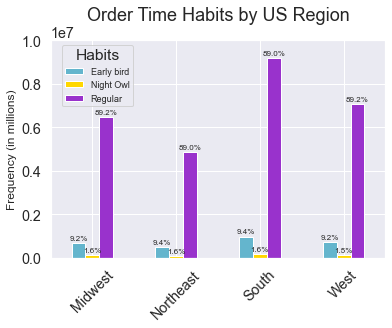 Order Time Habits by US Region
1e7
1.0
0.8
0.6
0.4
0.2
0.0
Frequency (in millions)
Habits
Early bird
Night Owl
Regular
9.2%
1.6%
89.2%
9.4%
1.6%
89.0%
9.4%
1.6%
89.0%
9.2%
1.5%
89.2%
Midwest
Northeast
South
West